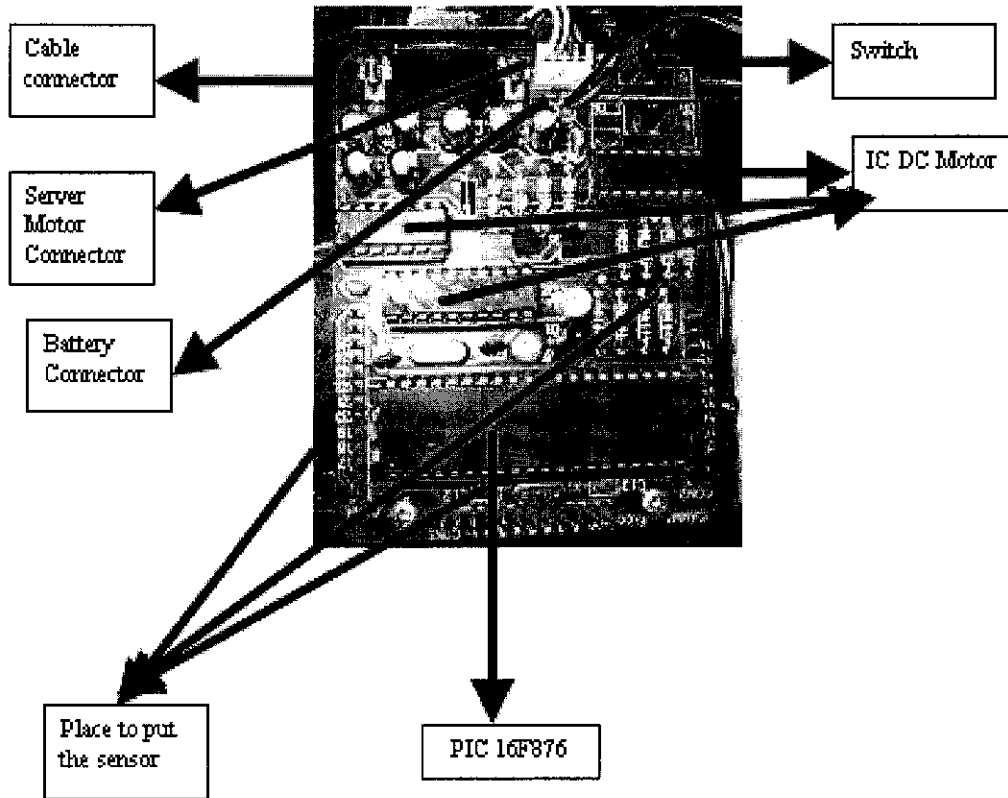 Cable
connector
Switch
IC DC Motor
Server
Motor
Connector
Battery
Connector
Place to put
the sensor
PIC 16F876